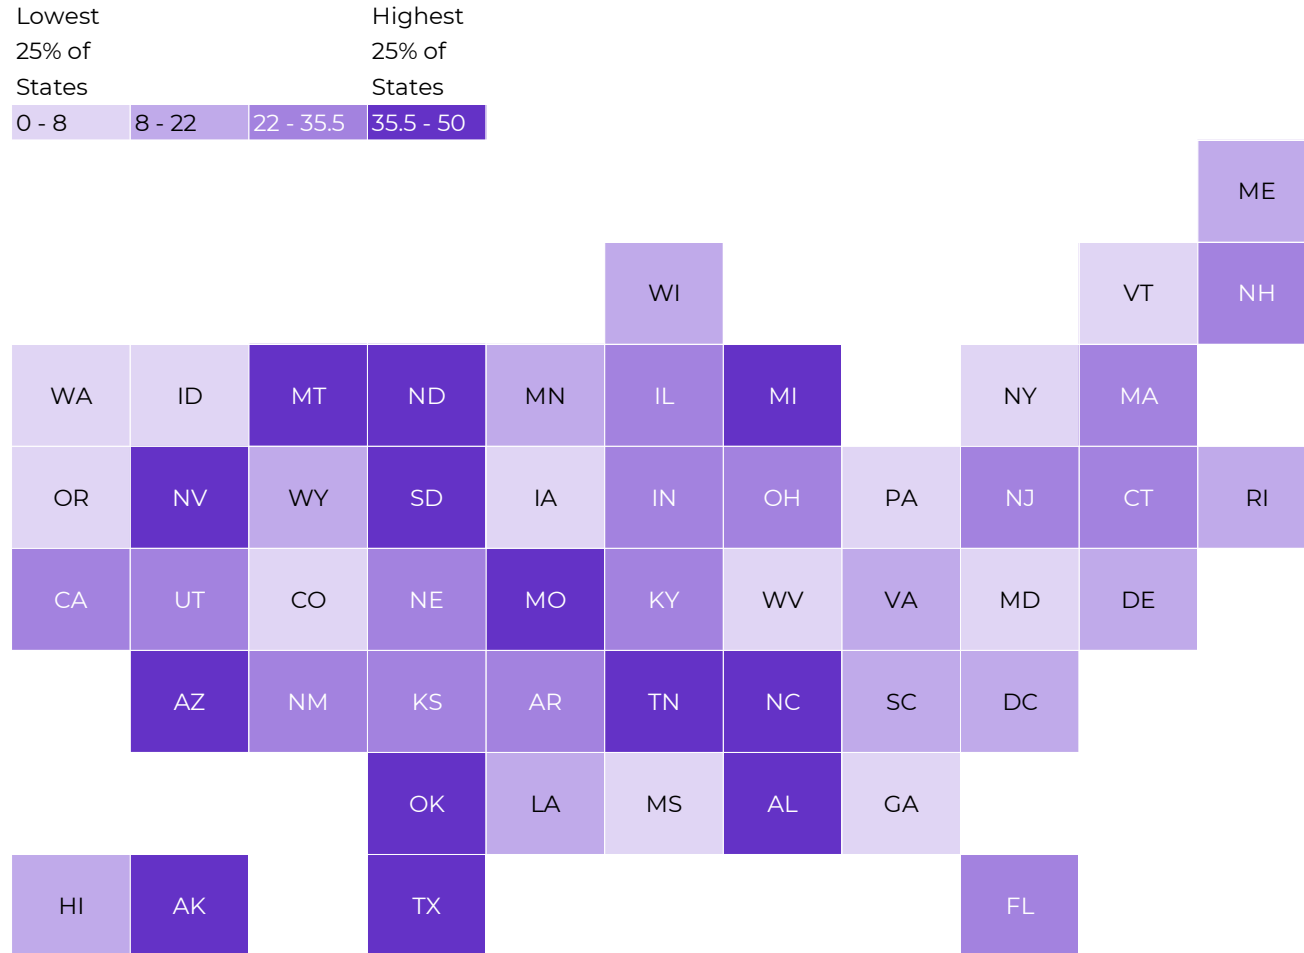 Lowest Highest
25% of 25% of
States States
0 - 8 8 - 22 22 - 35.5 35.5 - 50
ME
WI VT NH
WA ID MT ND MN IL MI NY MA
OR NV WY SD IA IN OH PA NJ CT RI
CA UT CO NE MO KY WV VA MD DE
AZ NM KS AR TN NC SC DC
OK LA MS AL GA
HI AK TX FL